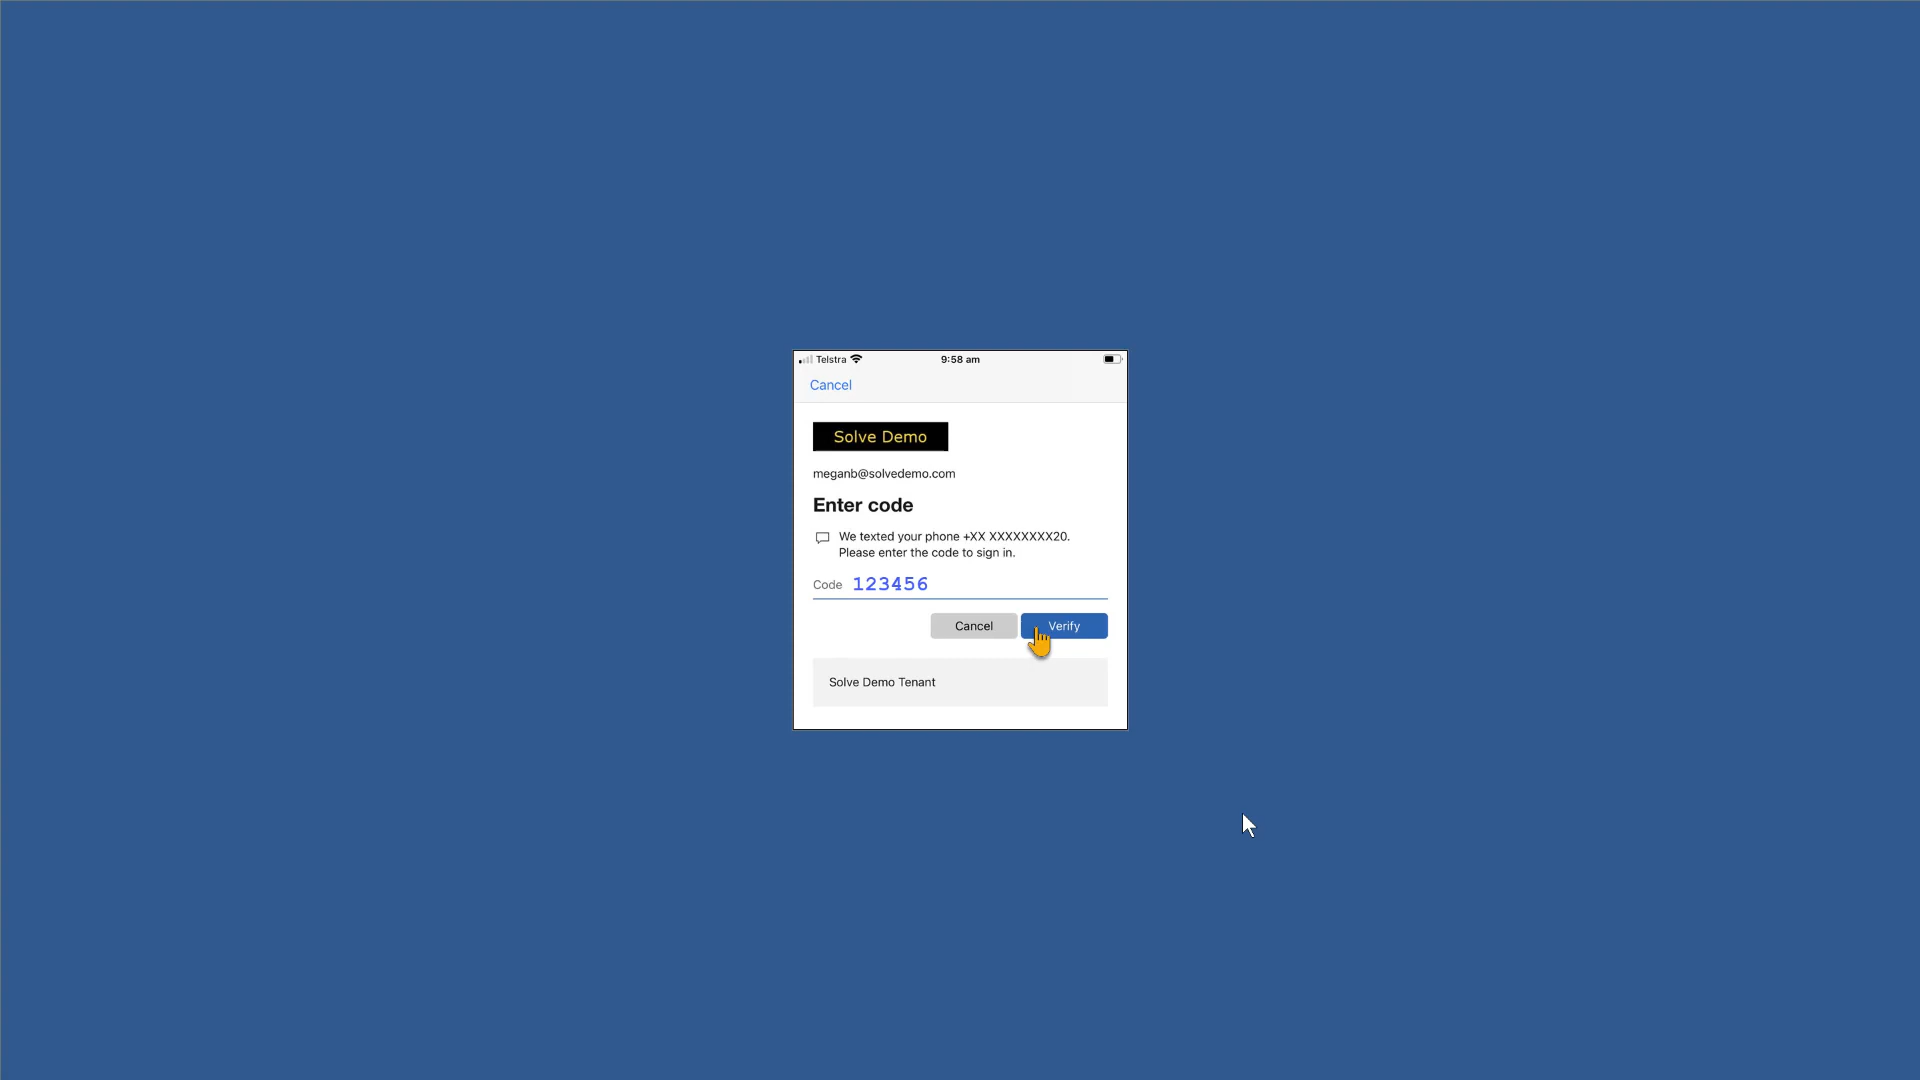 Telstra 9:58 am
Cancel
Solve Demo
meganb@solvedemo.com
Enter code
We texted your phone +XX XXXXXXXX20.
Please enter the code to sign in.
Code 123456
Cancel Verify
Solve Demo Tenant